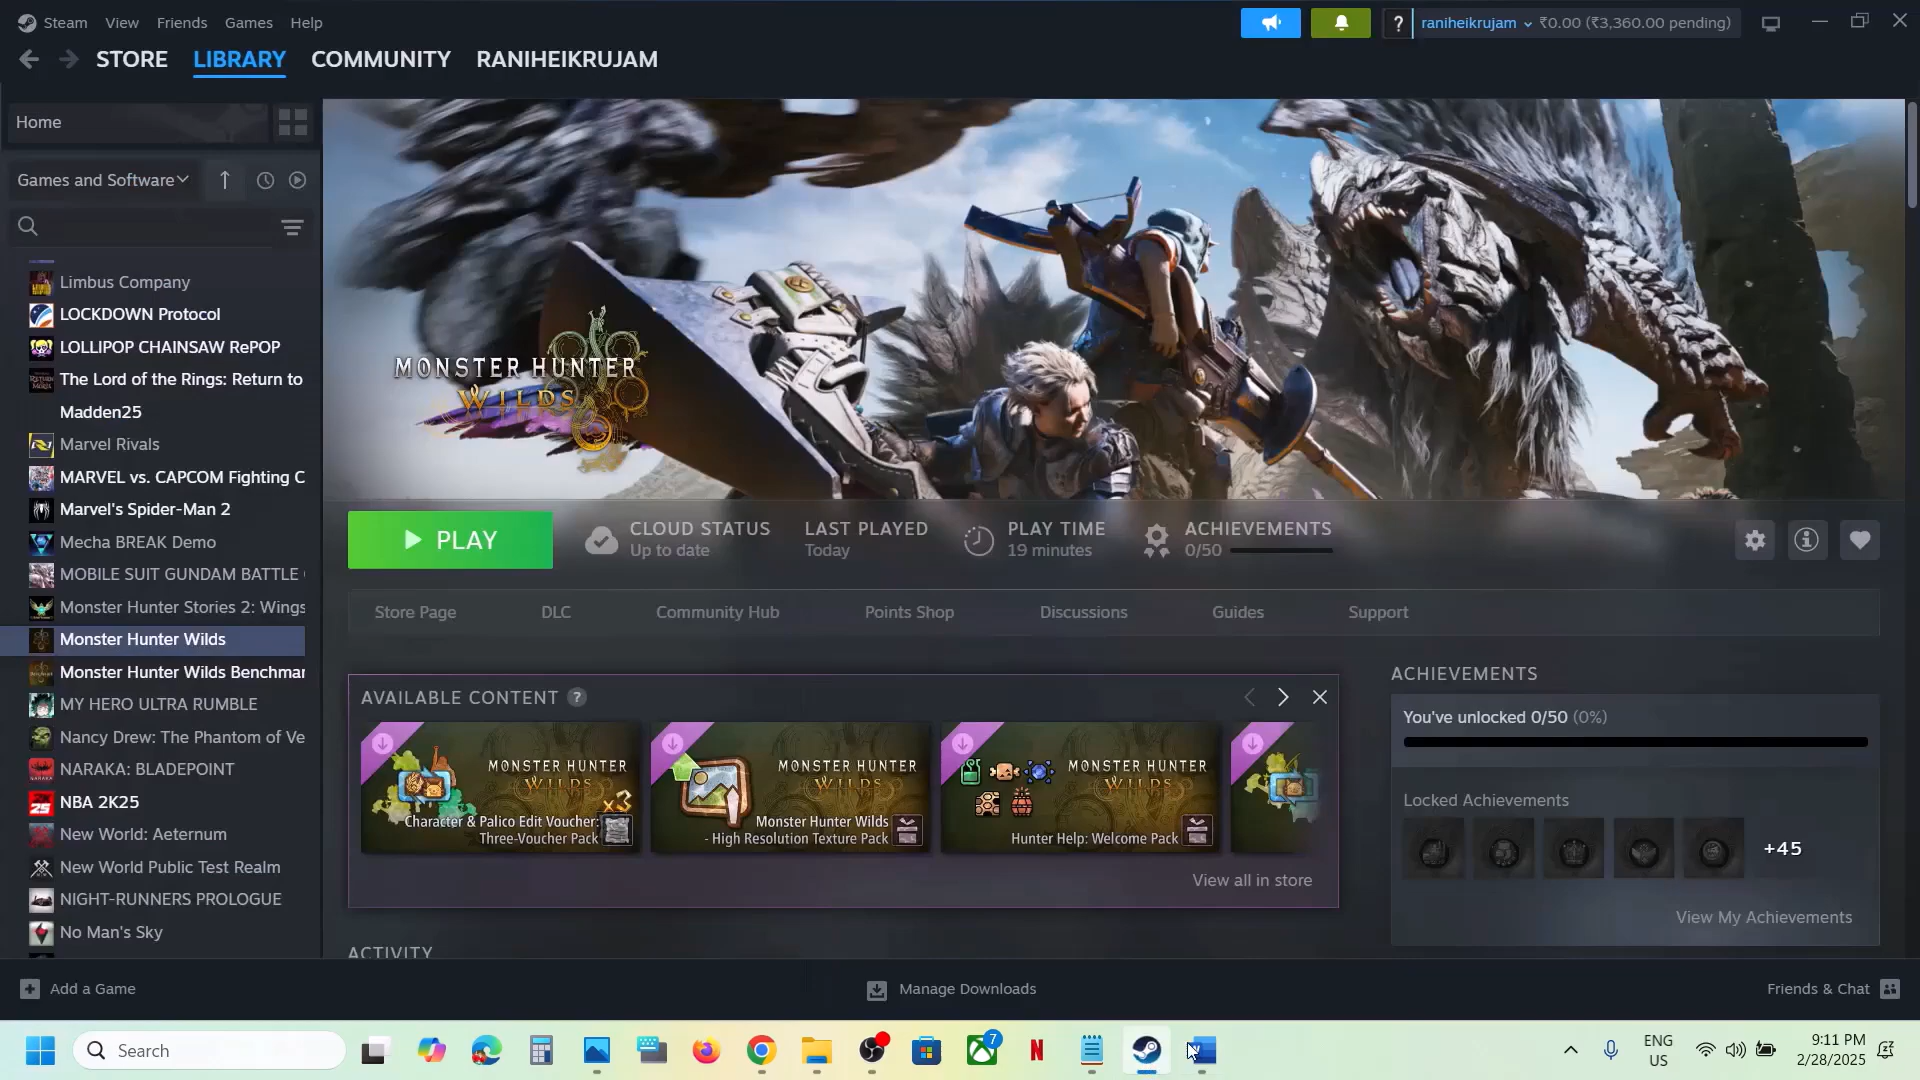 Steam View Friends Games Help
? raniheikrujam ₹0.00 (₹3,360.00 pending)
STORE LIBRARY COMMUNITY RANIHEIKRUJAM
Home
Games and Software
Limbus Company
LOCKDOWN Protocol
LOLLIPOP CHAINSAW RePOP
The Lord of the Rings: Return to
Madden25
Marvel Rivals
MARVEL vs. CAPCOM Fighting C
Marvel's Spider-Man 2
Mecha BREAK Demo
MOBILE SUIT GUNDAM BATTLE
Monster Hunter Stories 2: Wings
Monster Hunter Wilds
Monster Hunter Wilds Benchmar
MY HERO ULTRA RUMBLE
Nancy Drew: The Phantom of Ve
NARAKA: BLADEPOINT
NBA 2K25
New World: Aeternum
New World Public Test Realm
NIGHT-RUNNERS PROLOGUE
No Man's Sky
MONSTER HUNTER
WILDS
PLAY
CLOUD STATUS
Up to date
LAST PLAYED
Today
PLAY TIME
19 minutes
ACHIEVEMENTS
0/50
Store Page DLC Community Hub Points Shop Discussions Guides Support
AVAILABLE CONTENT ?
MONSTER HUNTER
WILDS
x3
Character & Palico Edit Voucher:
Three-Voucher Pack
MONSTER HUNTER
WILDS
Monster Hunter Wilds
- High Resolution Texture Pack
MONSTER HUNTER
WILDS
Hunter Help: Welcome Pack
View all in store
ACTIVITY
ACHIEVEMENTS
You've unlocked 0/50 (0%)
Locked Achievements
+45
View My Achievements
Add a Game
Manage Downloads
Friends & Chat
Search
7
ENG
US
9:11 PM
2/28/2025